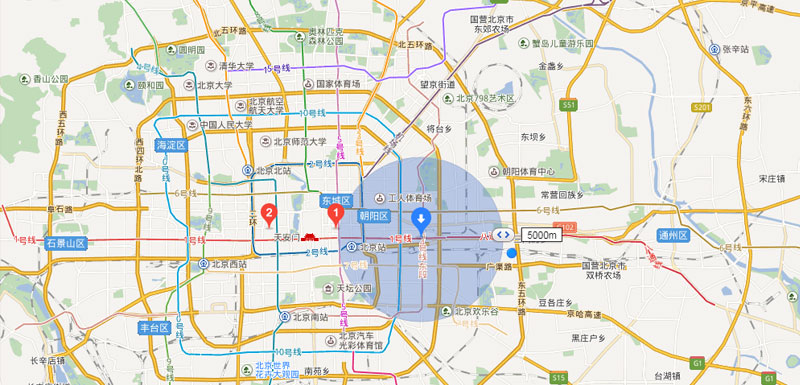 奥林匹克
森林公园
国营北京市
东郊农场
京平高速
北五环路
北五环路
蟹岛儿童游乐园
张辛站
圆明园
清华大学
15号线
香山公园
颐和园
北京大学
国家体育场
望京街道
金盏乡
西五环路
北京航空
航天大学
北京798艺术区
S51
S201
东六环路
中国人民大学
10号线
5号线
将台乡
东坝乡
海淀区
北京师范大学
西四环路
北京北站
2号线
朝阳体育中心
宋庄镇
6号线
常营回族乡
东城区
工人体育场
阜石路
2
1
朝阳区
6号线
1号线
石景山区
1号线
天安门
1号线
八
5000m
102
通州区
北京站
2号线
八通线
北京西站
7号线
广渠路
国营北京市
双桥农场
天坛公园
豆各庄乡
北京欢乐谷
京哈高速
G1
丰台区
北京南站
北京汽车
光彩体育馆
黑庄户乡
10号线
长辛店镇
北京世界
花卉大观园
南苑乡
S15
台湖镇
G1